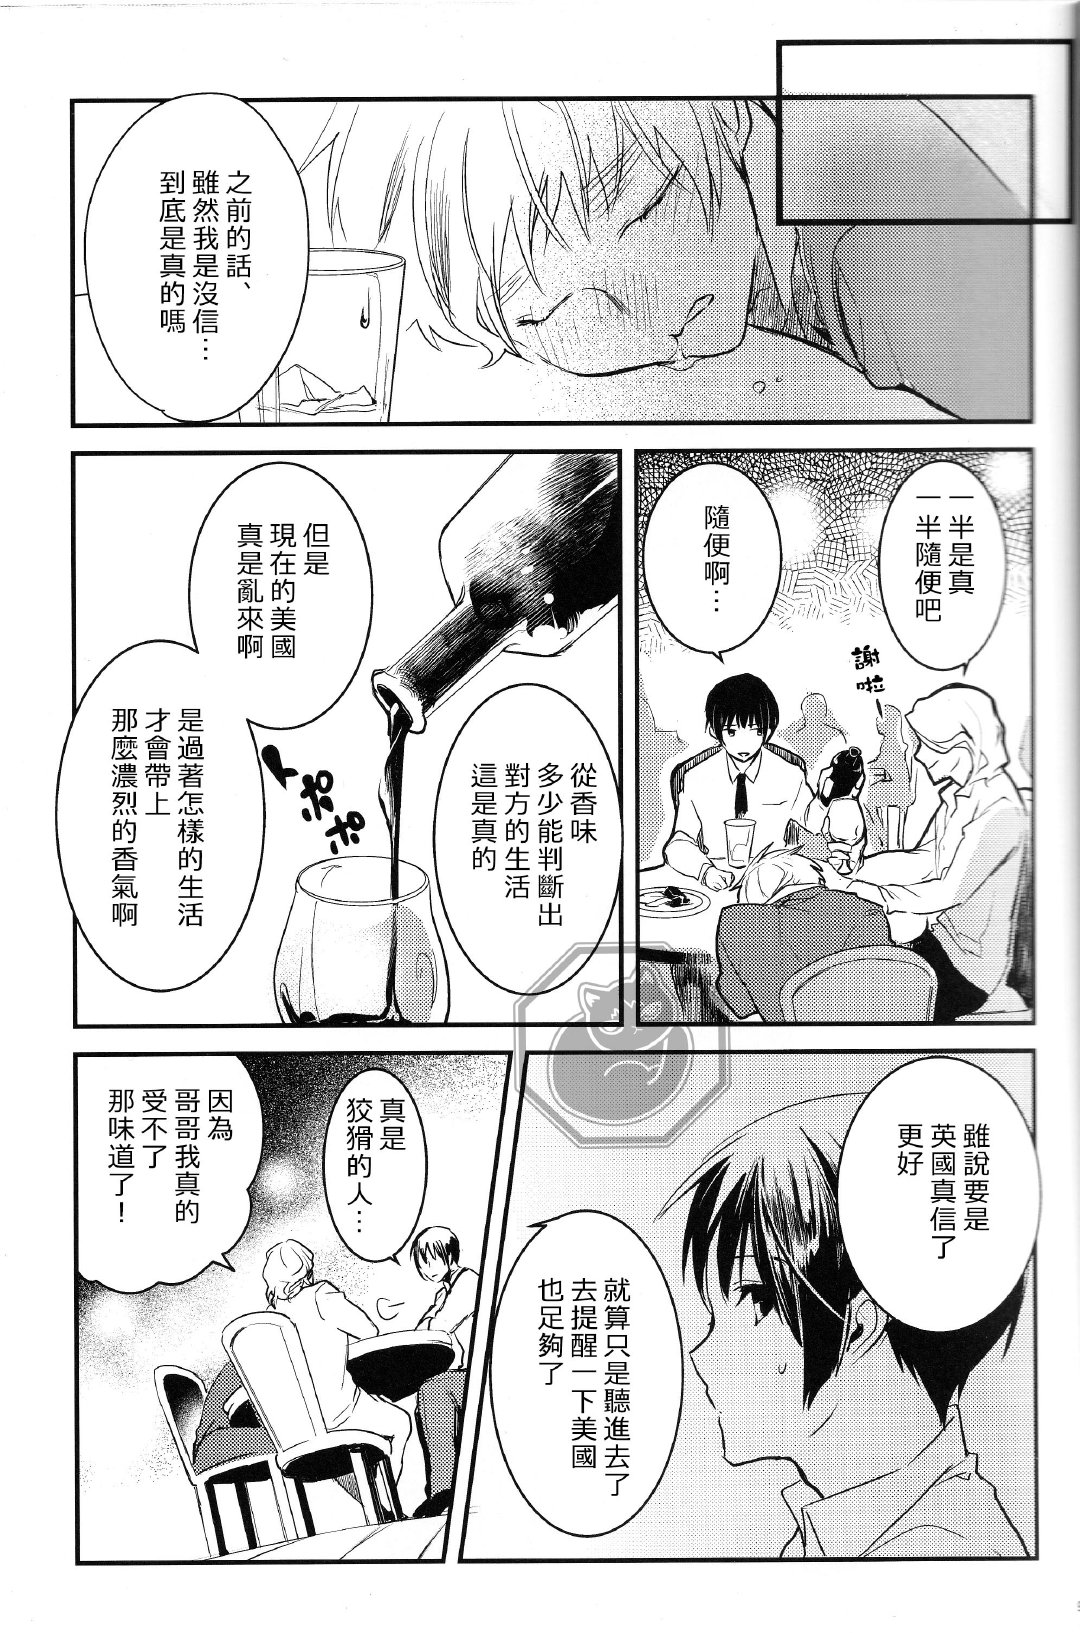 之前的話、
雖然我是沒信…
到底是真的嗎
一半是真
一半隨便吧
隨便啊…
謝
啦
從香味
多少能判斷出
對方的生活
這是真的
但是
現在的美國
真是亂來啊
是過著怎樣的生活
才會帶上
那麼濃烈的香氣啊
トポポ
雖說要是
英國真信了
更好
就算只是聽進去了
去提醒一下美國
也足夠了
真是
狡猾的人…
因為
哥哥我真的
受不了
那味道了！